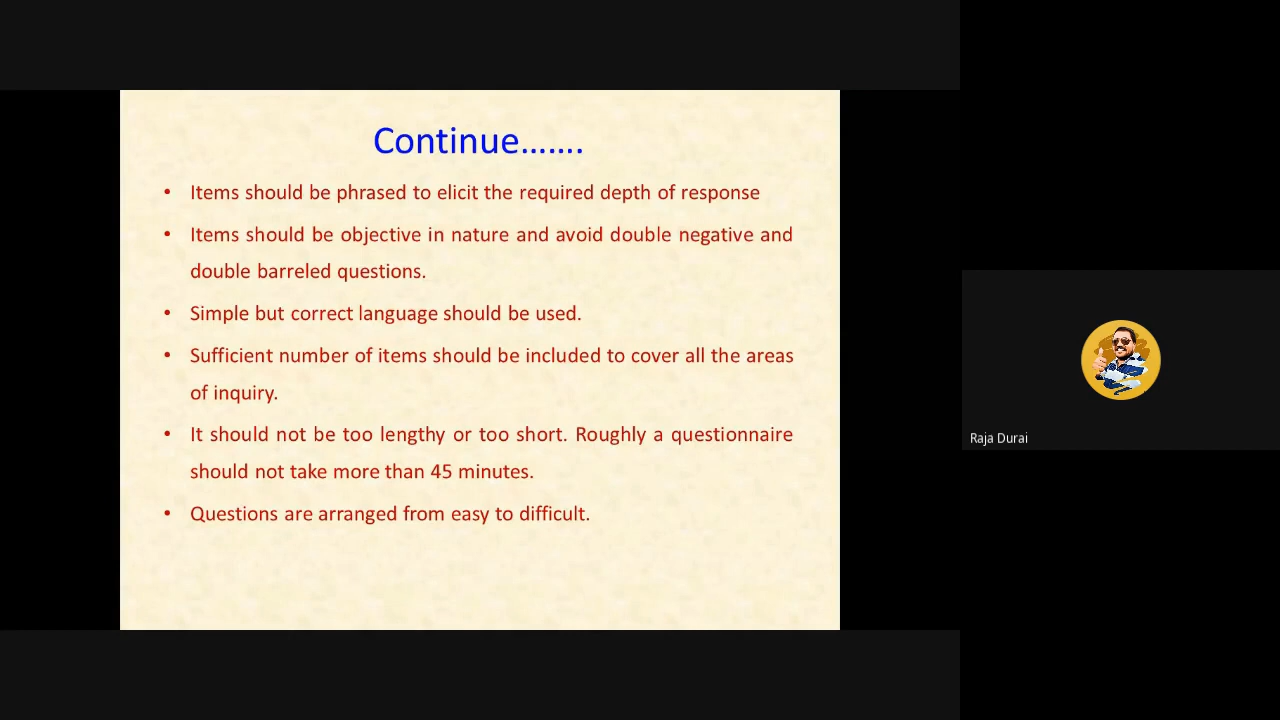 Continue.......
• Items should be phrased to elicit the required depth of response
• Items should be objective in nature and avoid double negative and
double barreled questions.
• Simple but correct language should be used.
• Sufficient number of items should be included to cover all the areas
of inquiry.
• It should not be too lengthy or too short. Roughly a questionnaire
should not take more than 45 minutes.
• Questions are arranged from easy to difficult.
Raja Durai